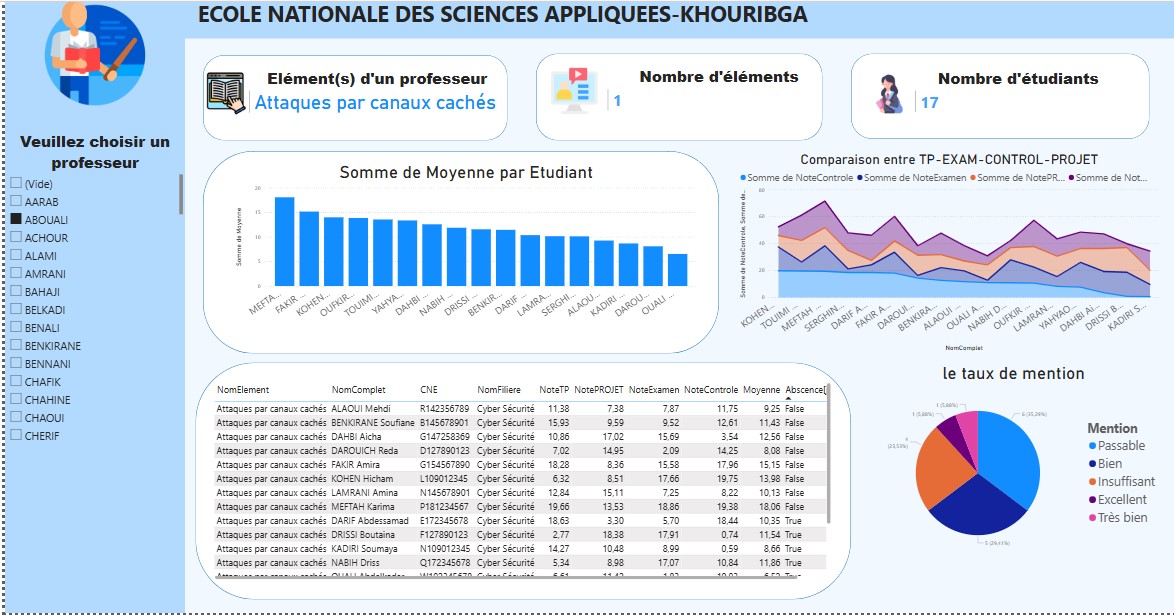 ECOLE NATIONALE DES SCIENCES APPLIQUEES-KHOURIBGA
Veuillez choisir un
professeur
(Vide)
AARAB
ABOUALI
ACHOUR
ALAMI
AMRANI
BAHAJI
BELKADI
BENALI
BENKIRANE
BENNANI
CHAFIK
CHAHINE
CHAOUI
CHERIF
Elément(s) d'un professeur
Attaques par canaux cachés
Nombre d'éléments
1
Nombre d'étudiants
17
Somme de Moyenne par Etudiant
Somme de Moyenne
20
15
10
5
0
MEFTA...
FAKIR ...
KOHEN...
OUFKIR...
TOUIMI...
YAHYA...
DAHBI ...
NABIH ...
DRISSI ...
BENKIR...
DARIF ...
LAMRA...
SERGHI...
ALAOU...
KADIRI ...
DAROU...
OUALI ...
Comparaison entre TP-EXAM-CONTROL-PROJET
Somme de NoteControle Somme de NoteExamen Somme de NotePR... Somme de Not...
Somme de NoteControle, Somme de...
80
60
40
20
0
KOHEN...
TOUIMI ...
MEFTAH ...
SERGHIN...
DARIF A...
FAKIR A...
DAROUI...
BENKIRA...
ALAOUI ...
OUALI A...
NABIH D...
OUFKIR ...
LAMRAN...
YAHYAO...
DAHBI AI...
DRISSI B...
KADIRI S...
NomComplet
NomElement NomComplet CNE NomFiliere NoteTP NotePROJET NoteExamen NoteControle Moyenne Abscence[
Attaques par canaux cachés ALAOUI Mehdi R142356789 Cyber Sécurité 11,38 7,38 7,87 11,75 9,25 False
Attaques par canaux cachés BENKIRANE Soufiane B145678901 Cyber Sécurité 15,93 9,59 9,52 12,61 11,43 False
Attaques par canaux cachés DAHBI Aicha G147258369 Cyber Sécurité 10,86 17,02 15,69 3,54 12,56 False
Attaques par canaux cachés DAROUICH Reda D127890123 Cyber Sécurité 7,02 14,95 2,09 14,25 8,08 False
Attaques par canaux cachés FAKIR Amira G154567890 Cyber Sécurité 18,28 8,36 15,58 17,96 15,15 False
Attaques par canaux cachés KOHEN Hicham L109012345 Cyber Sécurité 6,32 8,51 17,66 19,75 13,98 False
Attaques par canaux cachés LAMRANI Amina N145678901 Cyber Sécurité 12,84 15,11 7,25 8,22 10,13 False
Attaques par canaux cachés MEFTAH Karima P181234567 Cyber Sécurité 19,66 13,53 18,86 19,38 18,06 False
Attaques par canaux cachés DARIF Abdessamad E172345678 Cyber Sécurité 18,63 3,30 5,70 18,44 10,35 True
Attaques par canaux cachés DRISSI Boutaina F127890123 Cyber Sécurité 2,77 18,38 17,91 0,74 11,54 True
Attaques par canaux cachés KADIRI Soumaya N109012345 Cyber Sécurité 14,27 10,48 8,99 0,59 8,66 True
Attaques par canaux cachés NABIH Driss Q172345678 Cyber Sécurité 5,34 8,98 17,07 10,84 11,86 True
le taux de mention
1 (5,88%)
1 (5,88%)
6 (35,29%)
5 (29,41%)
Mention
Passable
Bien
Insuffisant
Excellent
Très bien